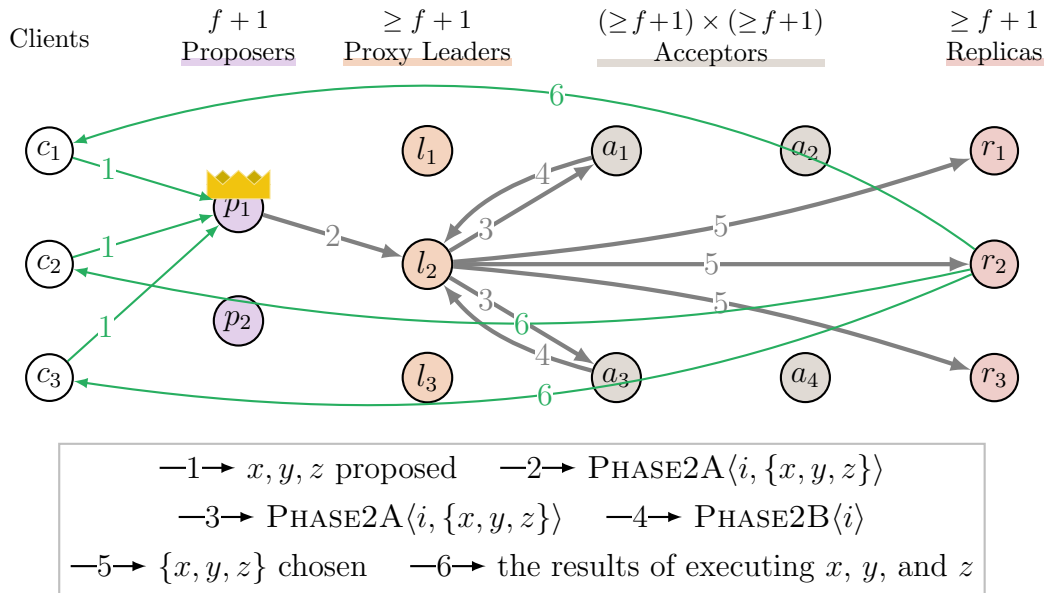 Clients
f + 1
Proposers
≥ f + 1
Proxy Leaders
(≥ f+1) × (≥ f+1)
Acceptors
≥ f + 1
Replicas
6
c₁ l₁ a₁ a₂ r₁
1 4
p₁
2 3 5
1
c₂ l₂ 5 r₂
3 5
1 p₂ 6
4
c₃ l₃ a₃ a₄ r₃
6
—1→ x, y, z proposed —2→ PHASE2A⟨i, {x, y, z}⟩
—3→ PHASE2A⟨i, {x, y, z}⟩ —4→ PHASE2B⟨i⟩
—5→ {x, y, z} chosen —6→ the results of executing x, y, and z